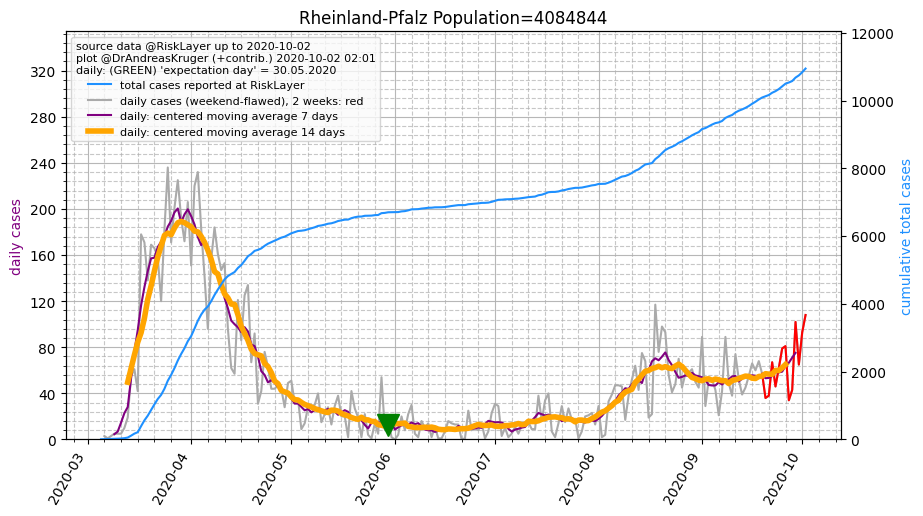 Rheinland-Pfalz Population=4084844
source data @RiskLayer up to 2020-10-02
plot @DrAndreasKruger (+contrib.) 2020-10-02 02:01
daily: (GREEN) 'expectation day' = 30.05.2020
total cases reported at RiskLayer
daily cases (weekend-flawed), 2 weeks: red
daily: centered moving average 7 days
daily: centered moving average 14 days
daily cases
320
280
240
200
160
120
80
40
0
cumulative total cases
12000
10000
8000
6000
4000
2000
0
2020-03
2020-04
2020-05
2020-06
2020-07
2020-08
2020-09
2020-10